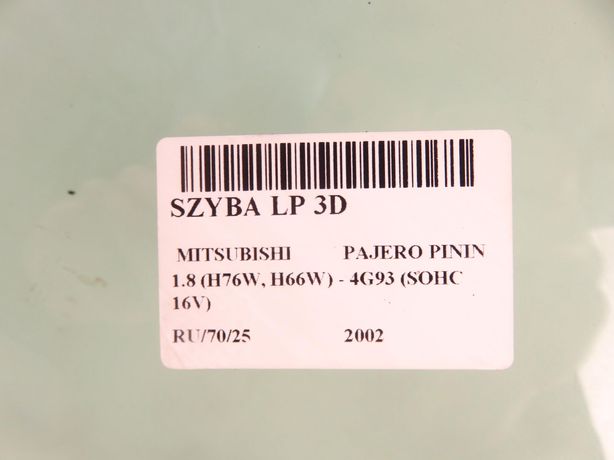 SZYBA LP 3D
MITSUBISHI PAJERO PININ
1.8 (H76W, H66W) - 4G93 (SOHC
16V)
RU/70/25 2002